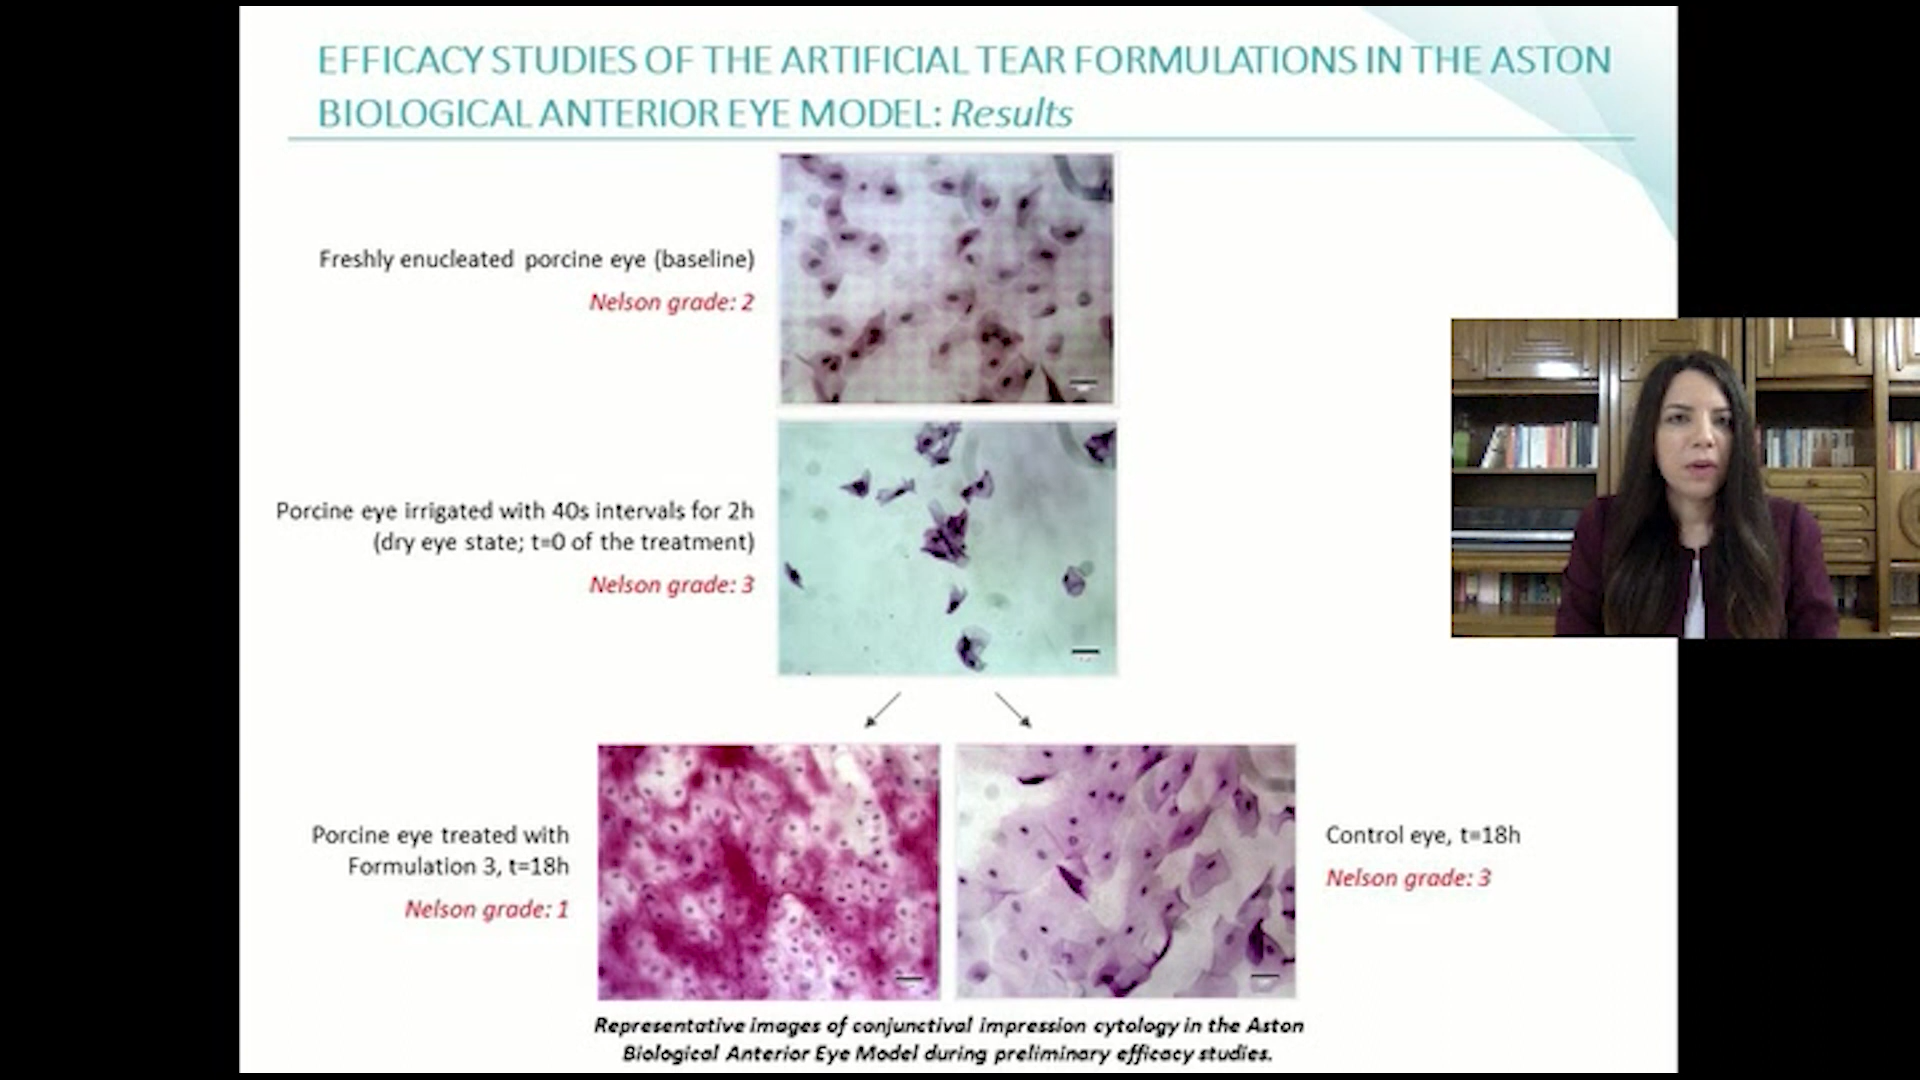 EFFICACY STUDIES OF THE ARTIFICIAL TEAR FORMULATIONS IN THE ASTON
BIOLOGICAL ANTERIOR EYE MODEL: Results
Freshly enucleated porcine eye (baseline)
Nelson grade: 2
Porcine eye irrigated with 40s intervals for 2h
(dry eye state; t=0 of the treatment)
Nelson grade: 3
Porcine eye treated with
Formulation 3, t=18h
Nelson grade: 1
Control eye, t=18h
Nelson grade: 3
Representative images of conjunctival impression cytology in the Aston
Biological Anterior Eye Model during preliminary efficacy studies.